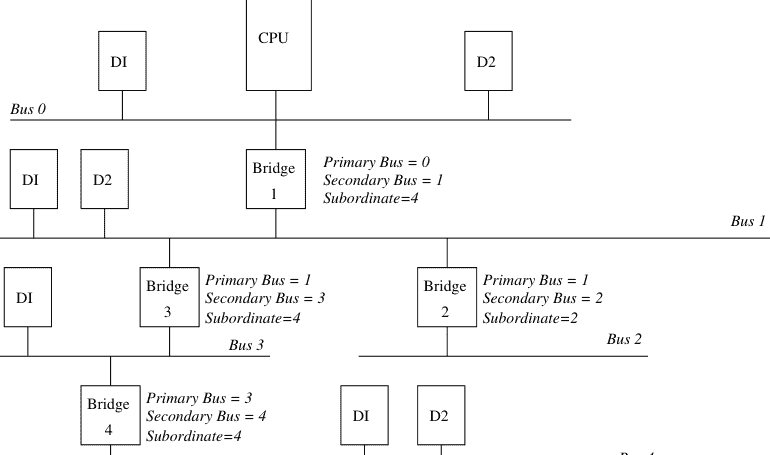 CPU
DI
D2
Bus 0
DI
D2
Bridge
1
Primary Bus = 0
Secondary Bus = 1
Subordinate=4
Bus 1
DI
Bridge
3
Primary Bus = 1
Secondary Bus = 3
Subordinate=4
Bridge
2
Primary Bus = 1
Secondary Bus = 2
Subordinate=2
Bus 3
Bus 2
Bridge
4
Primary Bus = 3
Secondary Bus = 4
Subordinate=4
DI
D2